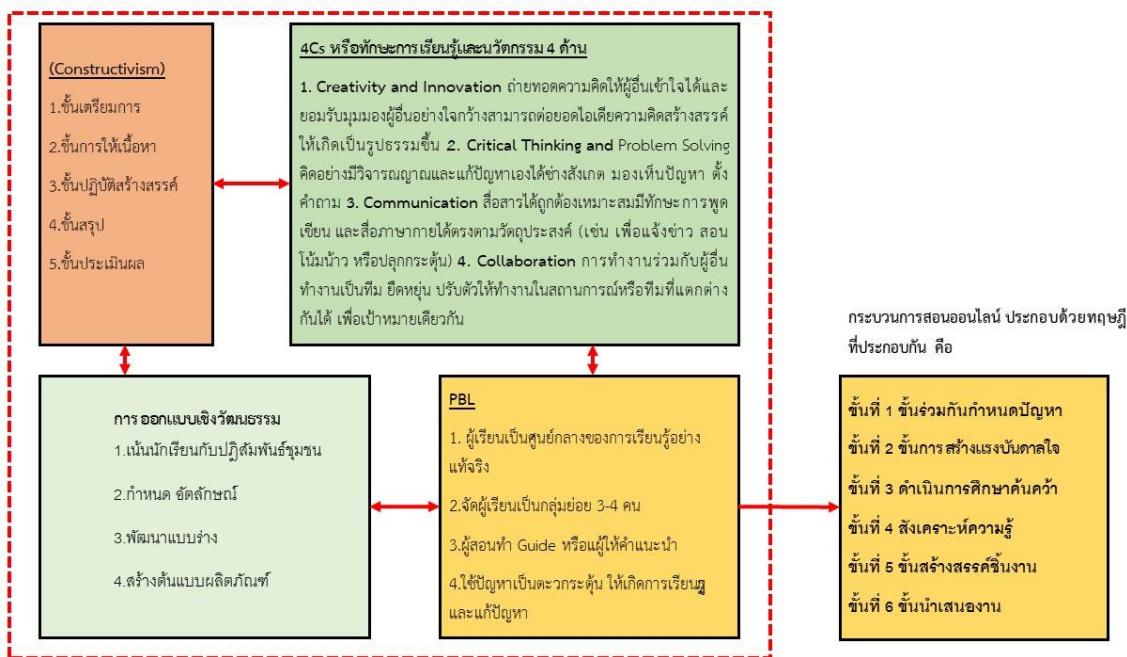 (Constructivism)
1.ขั้นเตรียมการ
2.ขั้นการให้เนื้อหา
3.ขั้นปฏิบัติสร้างสรรค์
4.ขั้นสรุป
5.ขั้นประเมินผล
4Cs หรือทักษะการเรียนรู้และนวัตกรรม 4 ด้าน
1. Creativity and Innovation ถ่ายทอดความคิดให้ผู้อื่นเข้าใจได้และ
ยอมรับมุมมองผู้อื่นอย่างใจกว้างสามารถต่อยอดไอเดียความคิดสร้างสรรค์
ให้เกิดเป็นรูปธรรมขึ้น 2. Critical Thinking and Problem Solving
คิดอย่างมีวิจารณญาณและแก้ปัญหาเองได้ช่างสังเกต มองเห็นปัญหา ตั้ง
คำถาม 3. Communication สื่อสารได้ถูกต้องเหมาะสมมีทักษะการพูด
เขียน และสื่อภาษากายได้ตรงตามวัตถุประสงค์ (เช่น เพื่อแจ้งข่าว สอน
โน้มน้าว หรือปลุกกระตุ้น) 4. Collaboration การทำงานร่วมกับผู้อื่น
ทำงานเป็นทีม ยืดหยุ่น ปรับตัวให้ทำงานในสถานการณ์หรือทีมที่แตกต่าง
กันได้ เพื่อเป้าหมายเดียวกัน
การออกแบบเชิงวัฒนธรรม
1.เน้นนักเรียนกับปฏิสัมพันธ์ชุมชน
2.กำหนด อัตลักษณ์
3.พัฒนาแบบร่าง
4.สร้างต้นแบบผลิตภัณฑ์
PBL
1. ผู้เรียนเป็นศูนย์กลางของการเรียนรู้อย่าง
แท้จริง
2.จัดผู้เรียนเป็นกลุ่มย่อย 3-4 คน
3.ผู้สอนทำ Guide หรือแผู้ให้คำแนะนำ
4.ใช้ปัญหาเป็นตะวกระตุ้น ให้เกิดการเรียนรู
และแก้ปัญหา
กระบวนการสอนออนไลน์ ประกอบด้วยทฤษฎี
ที่ประกอบกัน คือ
ขั้นที่ 1 ขั้นร่วมกันกำหนดปัญหา
ขั้นที่ 2 ขั้นการสร้างแรงบันดาลใจ
ขั้นที่ 3 ดำเนินการศึกษาค้นคว้า
ขั้นที่ 4 สังเคราะห์ความรู้
ขั้นที่ 5 ขั้นสร้างสรรค์ชิ้นงาน
ขั้นที่ 6 ขั้นนำเสนองาน